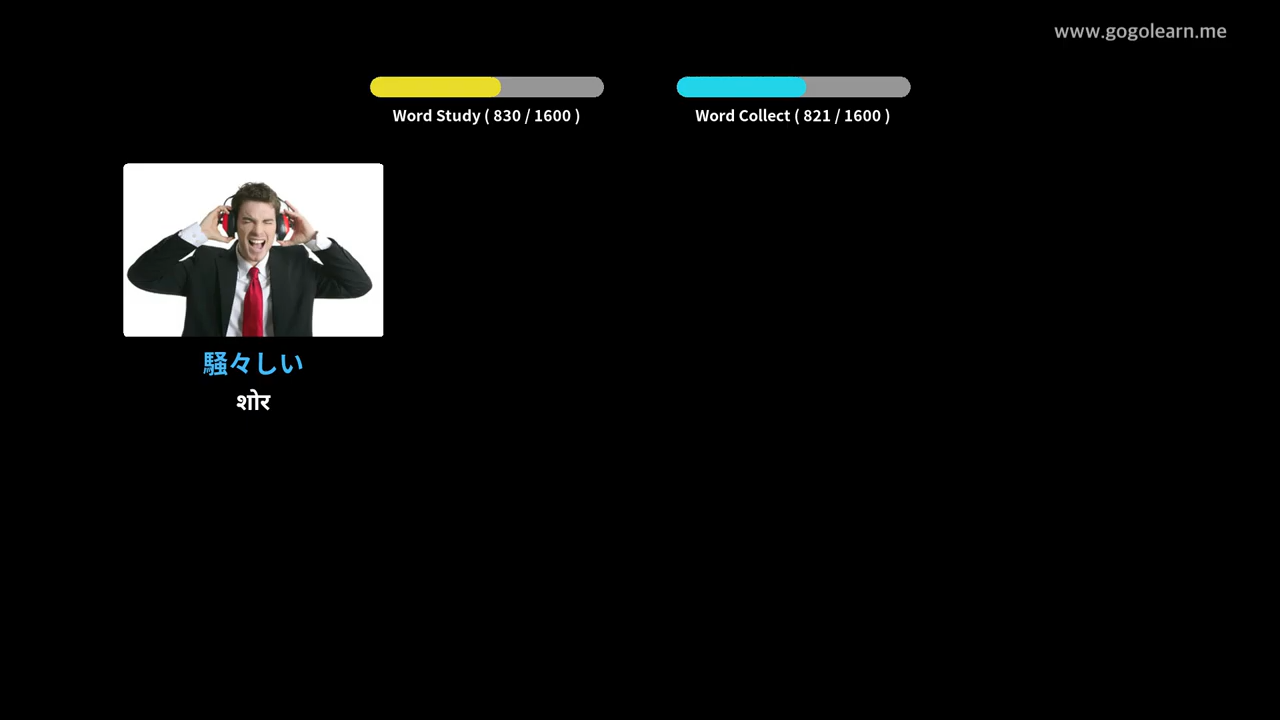 www.gogolearn.me
Word Study ( 830 / 1600 )
Word Collect ( 821 / 1600 )
騒々しい
शोर